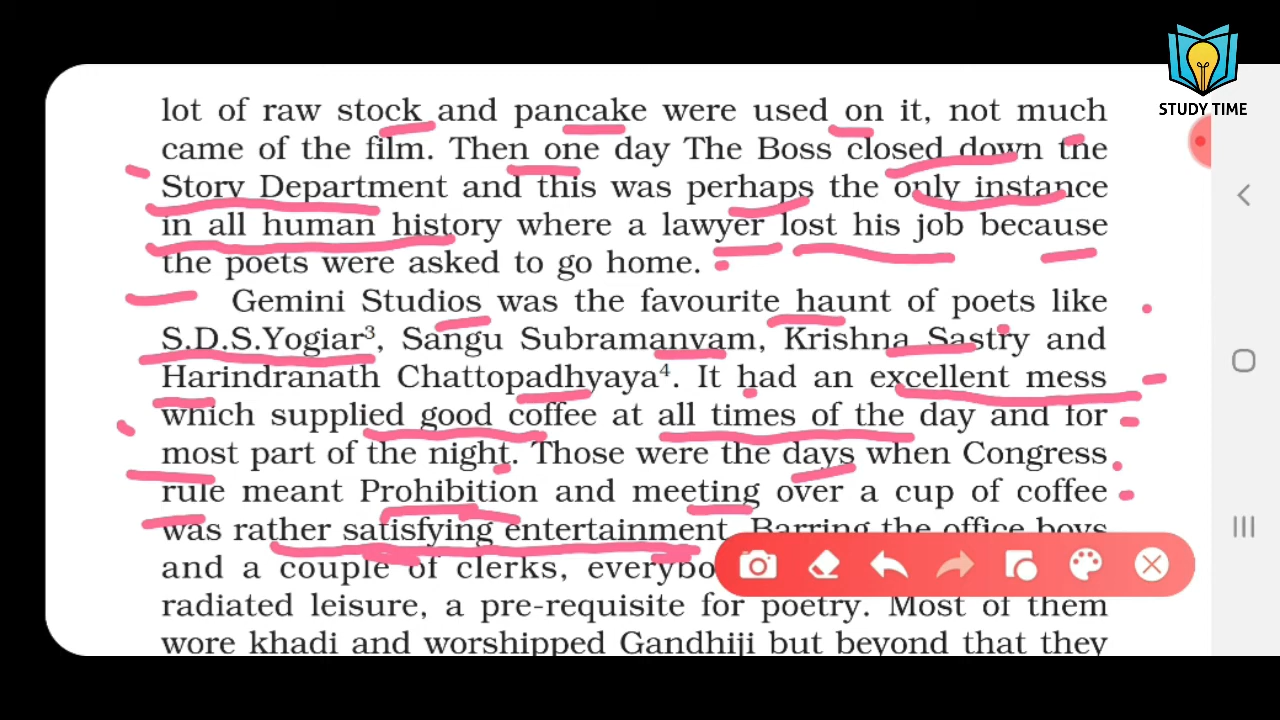 STUDY TIME
lot of raw stock and pancake were used on it, not much
came of the film. Then one day The Boss closed down the
Story Department and this was perhaps the only instance
in all human history where a lawyer lost his job because
the poets were asked to go home.
Gemini Studios was the favourite haunt of poets like
S.D.S.Yogiar³, Sangu Subramanyam, Krishna Sastry and
Harindranath Chattopadhyaya⁴. It had an excellent mess
which supplied good coffee at all times of the day and for
most part of the night. Those were the days when Congress
rule meant Prohibition and meeting over a cup of coffee
was rather satisfying entertainment. Barring the office boys
and a couple of clerks,
radiated leisure, a pre-requisite for poetry. Most of them
wore khadi and worshipped Gandhiji but beyond that they